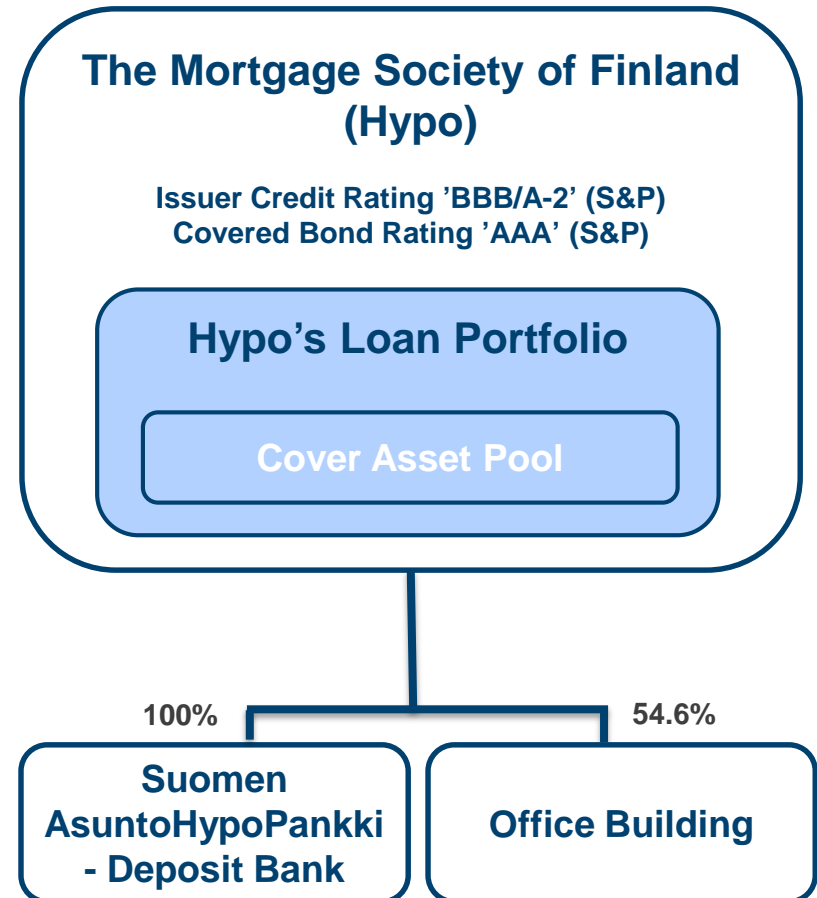 The Mortgage Society of Finland
(Hypo)
Issuer Credit Rating ’BBB/A-2’ (S&P)
Covered Bond Rating ’AAA’ (S&P)
Hypo’s Loan Portfolio
Cover Asset Pool
100%
54.6%
Suomen
AsuntoHypoPankki
- Deposit Bank
Office Building